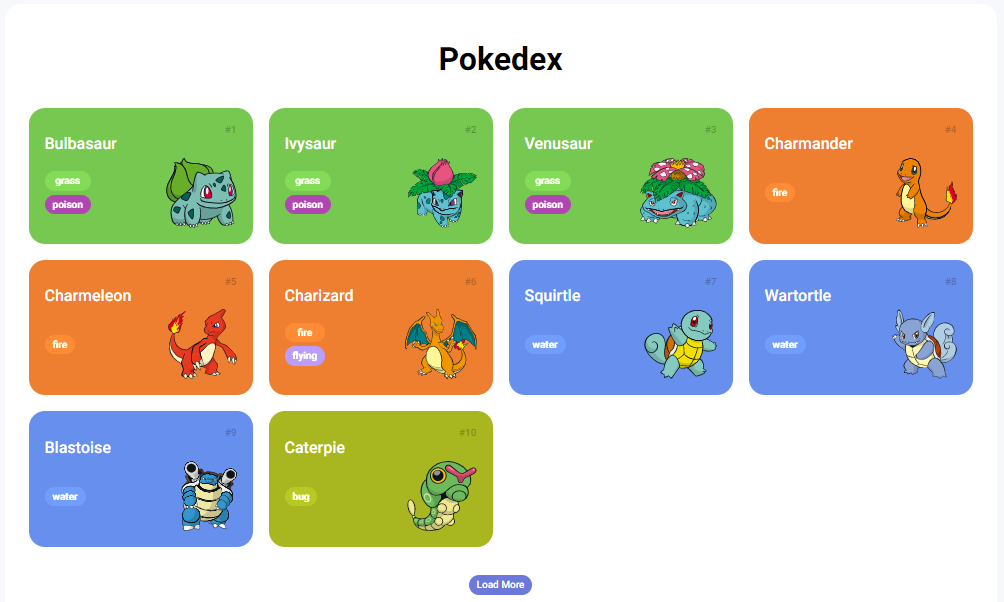 Pokedex
#1
Bulbasaur
grass
poison
#2
Ivysaur
grass
poison
#3
Venusaur
grass
poison
#4
Charmander
fire
#5
Charmeleon
fire
#6
Charizard
fire
flying
#7
Squirtle
water
#8
Wartortle
water
#9
Blastoise
water
#10
Caterpie
bug
Load More